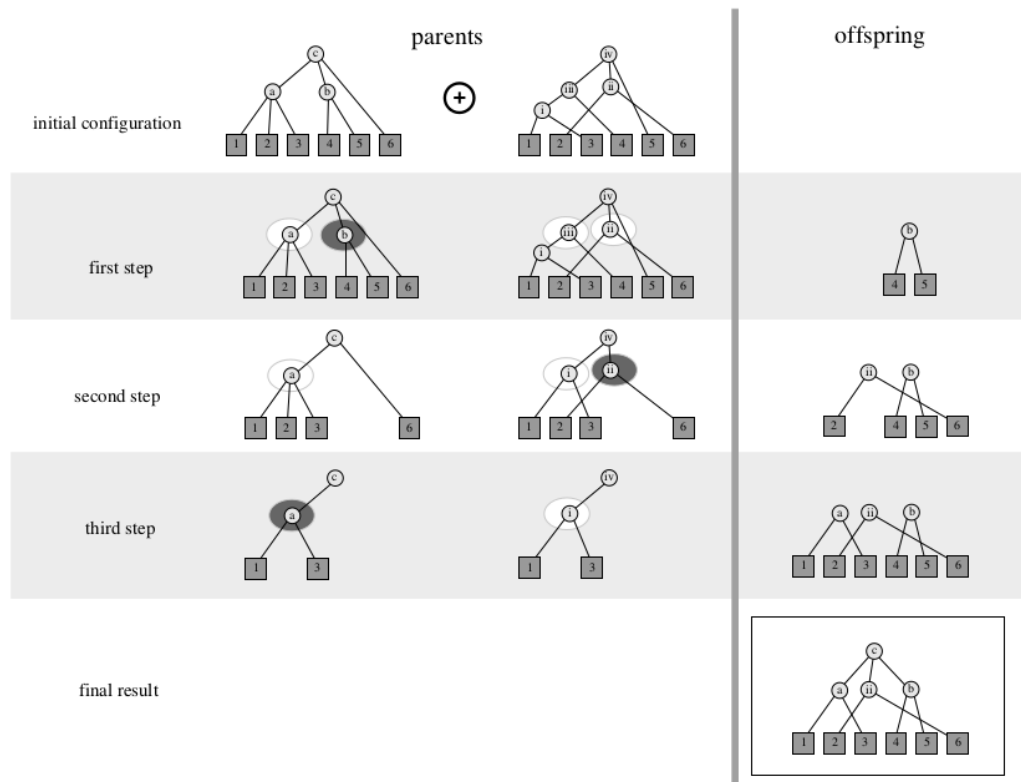 parents
offspring
initial configuration
c
a b
1 2 3 4 5 6
+
iv
iii ii
i
1 2 3 4 5 6
first step
c
a b
1 2 3 4 5 6
iv
iii ii
i
1 2 3 4 5 6
b
4 5
second step
c
a
1 2 3 6
iv
i ii
1 2 3 6
ii b
2 4 5 6
third step
c
a
1 3
iv
i
1 3
a ii b
1 2 3 4 5 6
final result
c
a ii b
1 2 3 4 5 6